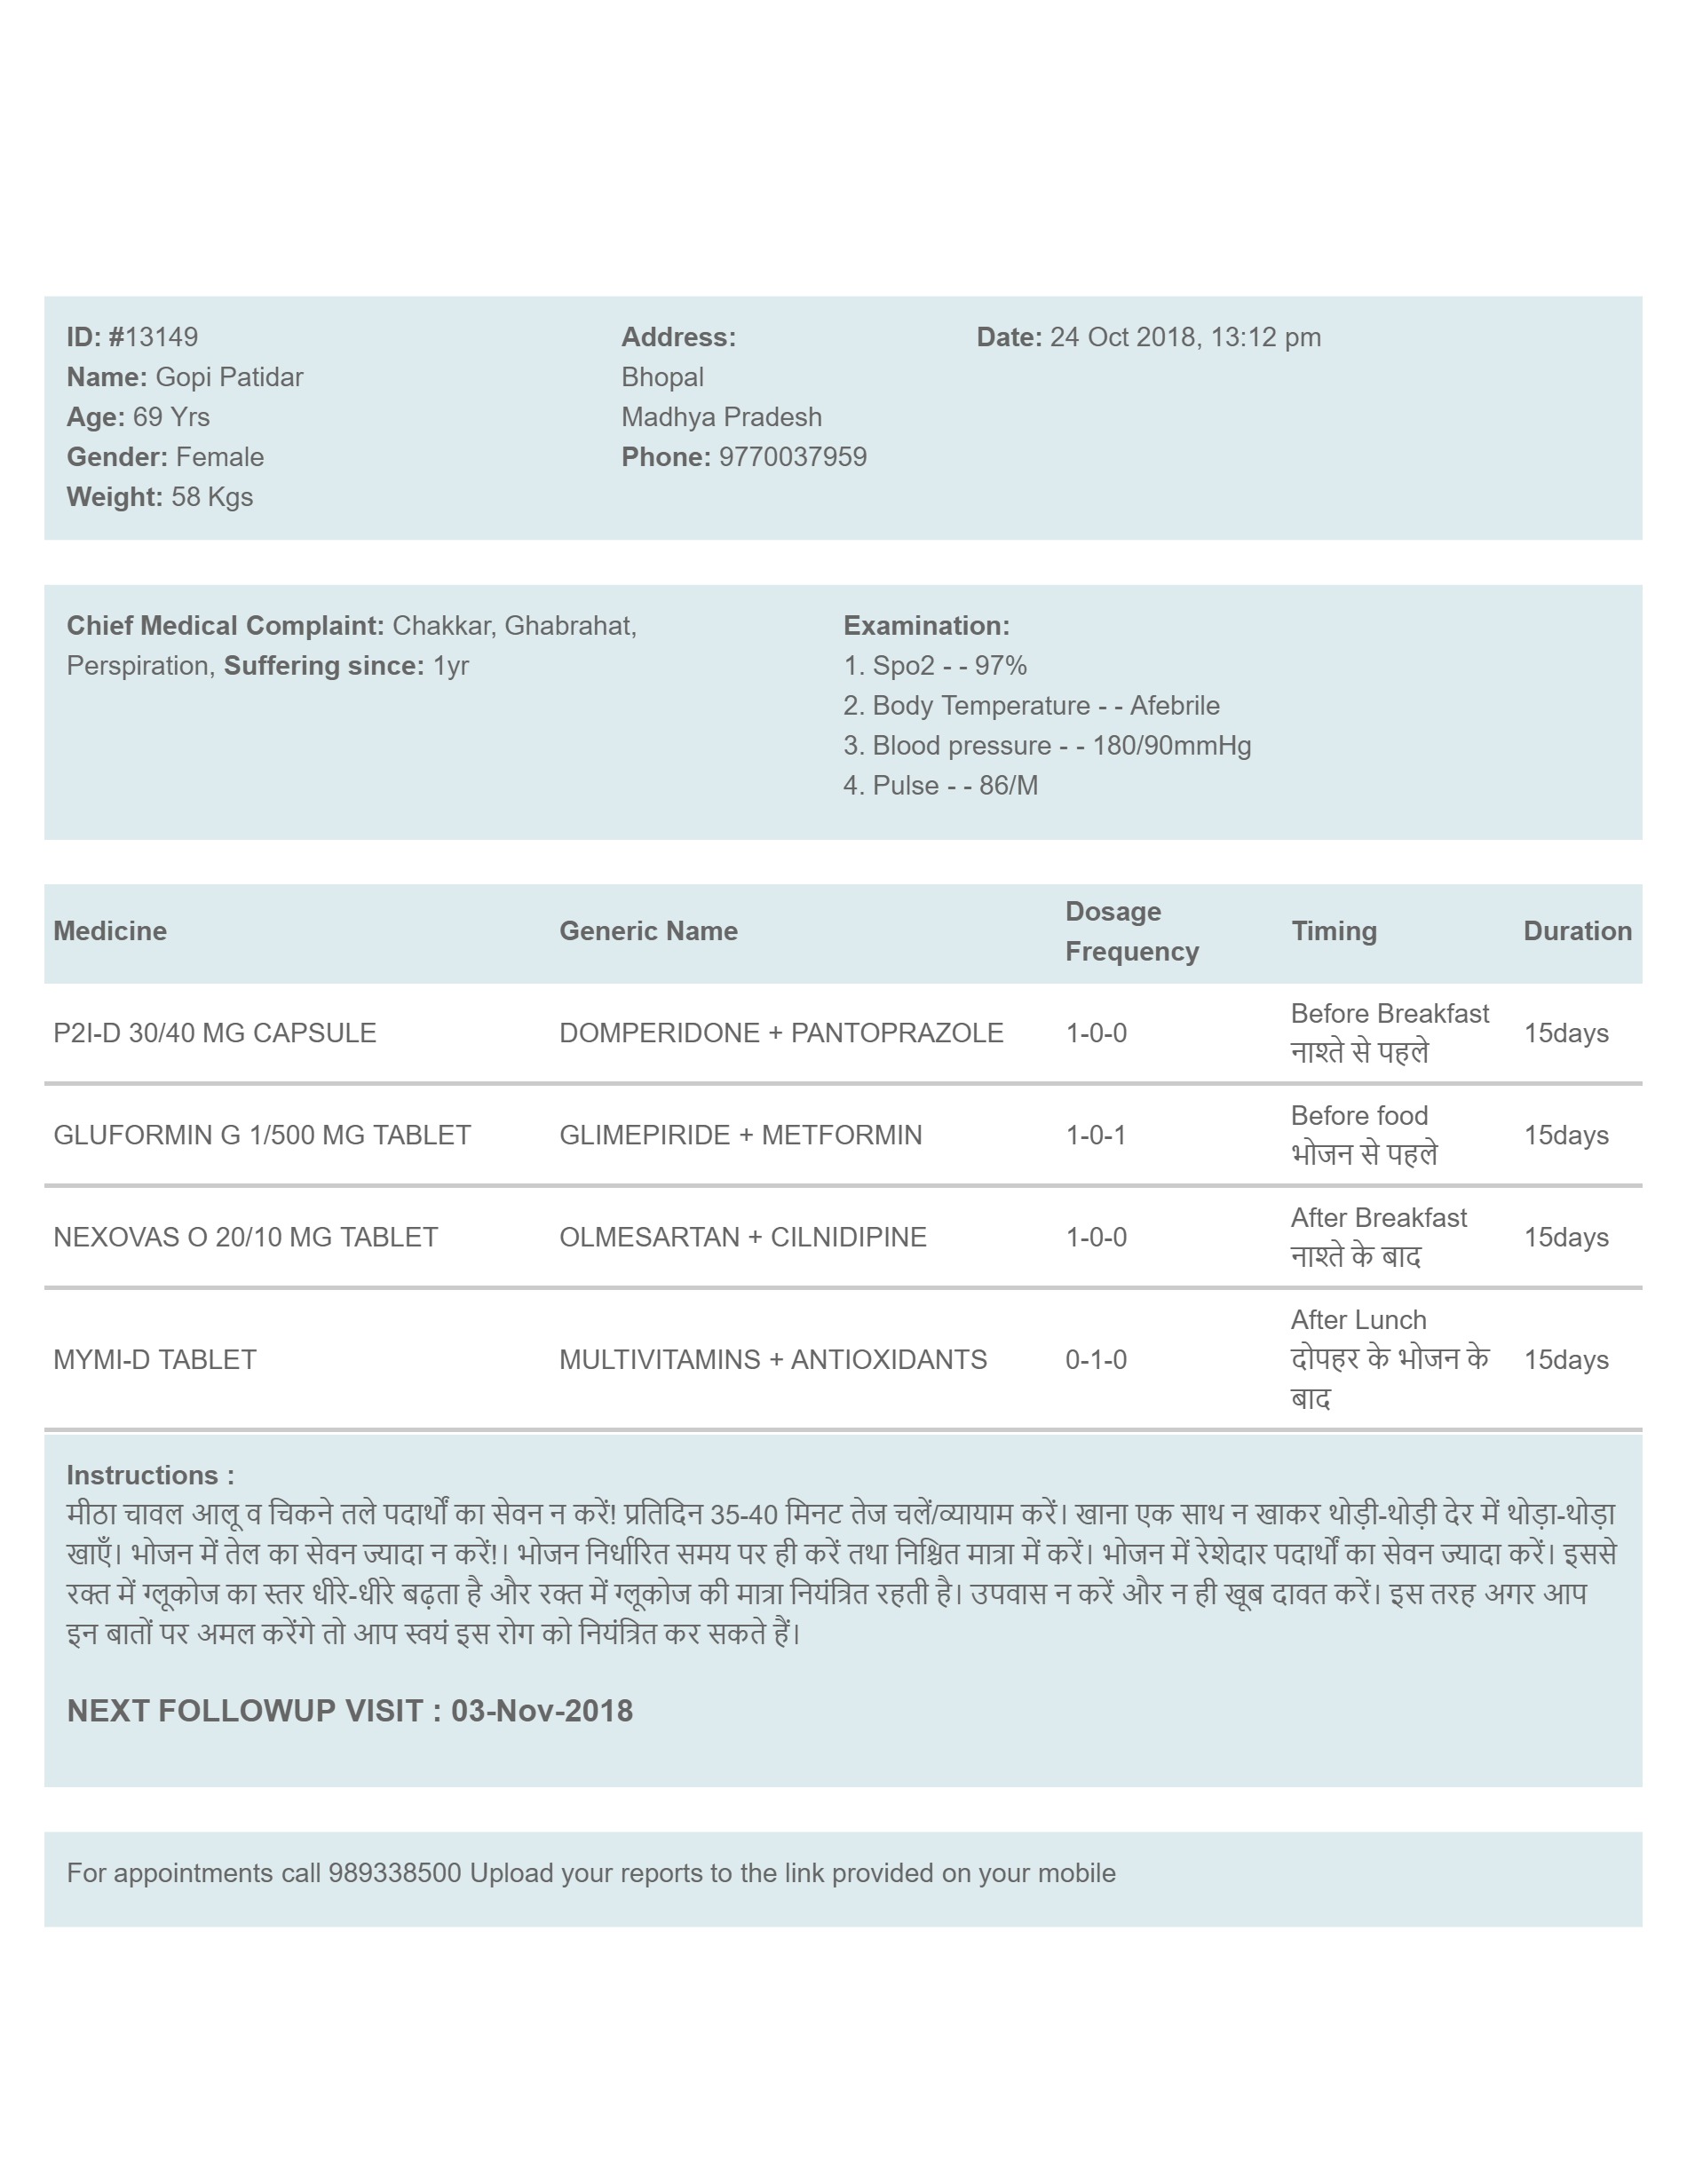 ID: #13149
Name: Gopi Patidar
Age: 69 Yrs
Gender: Female
Weight: 58 Kgs
Address:
Bhopal
Madhya Pradesh
Phone: 9770037959
Date: 24 Oct 2018, 13:12 pm
Chief Medical Complaint: Chakkar, Ghabrahat,
Perspiration, Suffering since: 1yr
Examination:
1. Spo2 - - 97%
2. Body Temperature - - Afebrile
3. Blood pressure - - 180/90mmHg
4. Pulse - - 86/M
Medicine Generic Name Dosage Frequency Timing Duration
P2I-D 30/40 MG CAPSULE DOMPERIDONE + PANTOPRAZOLE 1-0-0 Before Breakfast नाश्ते से पहले 15days
GLUFORMIN G 1/500 MG TABLET GLIMEPIRIDE + METFORMIN 1-0-1 Before food भोजन से पहले 15days
NEXOVAS O 20/10 MG TABLET OLMESARTAN + CILNIDIPINE 1-0-0 After Breakfast नाश्ते के बाद 15days
MYMI-D TABLET MULTIVITAMINS + ANTIOXIDANTS 0-1-0 After Lunch दोपहर के भोजन के बाद 15days
Instructions :
मीठा चावल आलू व चिकने तले पदार्थों का सेवन न करें! प्रतिदिन 35-40 मिनट तेज चलें/व्यायाम करें। खाना एक साथ न खाकर थोड़ी-थोड़ी देर में थोड़ा-थोड़ा
खाएँ। भोजन में तेल का सेवन ज्यादा न करें!। भोजन निर्धारित समय पर ही करें तथा निश्चित मात्रा में करें। भोजन में रेशेदार पदार्थों का सेवन ज्यादा करें। इससे
रक्त में ग्लूकोज का स्तर धीरे-धीरे बढ़ता है और रक्त में ग्लूकोज की मात्रा नियंत्रित रहती है। उपवास न करें और न ही खूब दावत करें। इस तरह अगर आप
इन बातों पर अमल करेंगे तो आप स्वयं इस रोग को नियंत्रित कर सकते हैं।
NEXT FOLLOWUP VISIT : 03-Nov-2018
For appointments call 989338500 Upload your reports to the link provided on your mobile